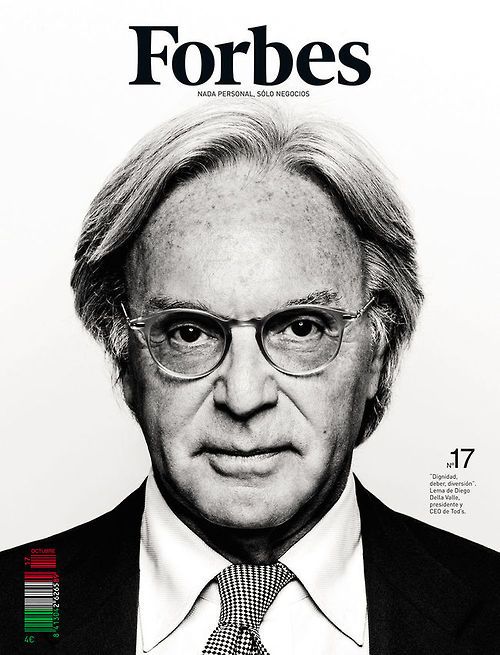 Forbes
NADA PERSONAL, SÓLO NEGOCIOS
Nº17
"Dignidad,
deber, diversión".
Lema de Diego
Della Valle,
presidente y
CEO de Tod's.
OCTUBRE
4€